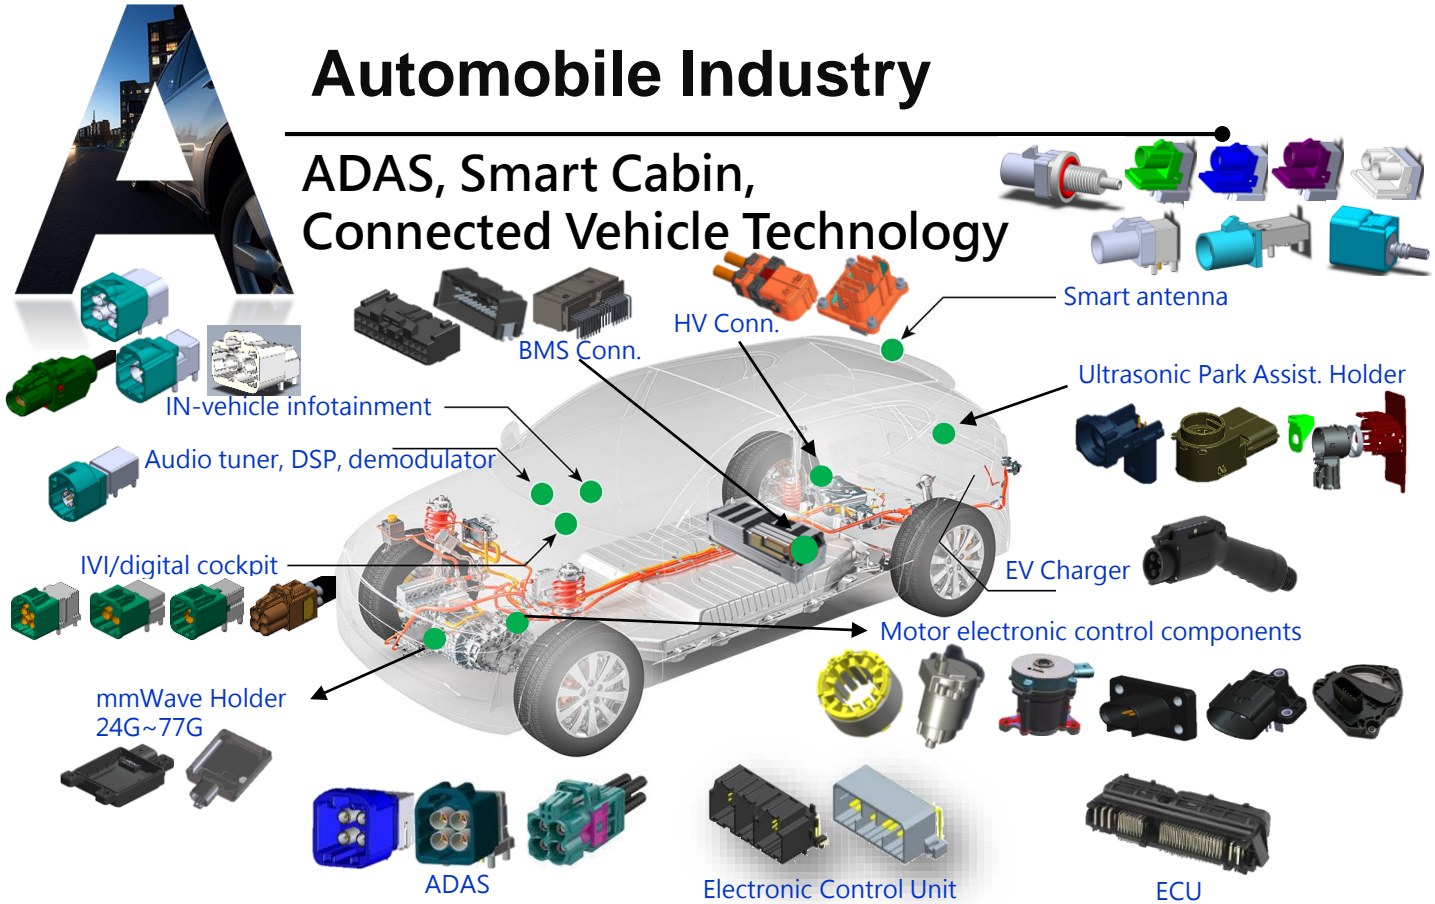 Automobile Industry
ADAS, Smart Cabin,
Connected Vehicle Technology
Smart antenna
HV Conn.
BMS Conn.
Ultrasonic Park Assist. Holder
IN-vehicle infotainment
Audio tuner, DSP, demodulator
IVI/digital cockpit
EV Charger
Motor electronic control components
mmWave Holder
24G~77G
ADAS
Electronic Control Unit
ECU